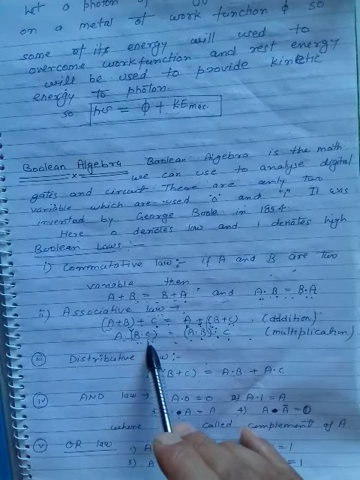 Let a photon of
on a metal of work function ϕ so
some of its energy will used to
overcome workfunction and rest energy
will be used to provide kinetic
energy to photon.
so hν = ϕ + KEmax.
Boolean Algebra Boolean Algebra is the math
we can use to analyse digital
gates and circuit. There are only two
variable which are used "0" and "1". It was
invented by George Boole in 1854.
Here 0 denotes low and 1 denotes high
Boolean Laws:-
i) Commutative law:- if A and B are two
variable then
A+B = B+A and A.B = B.A
ii) Associative law:-
(A+B)+C = A+(B+C) (addition)
A.(B.C) = (A.B).C (multiplication)
iii) Distributive :-
(B+C) = A.B + A.C
iv) AND law → A.0=0 2) A.1=A
A = A 4) A.Ā=0
where called complement of A
v) OR law 1) A = 1
3) A = 1